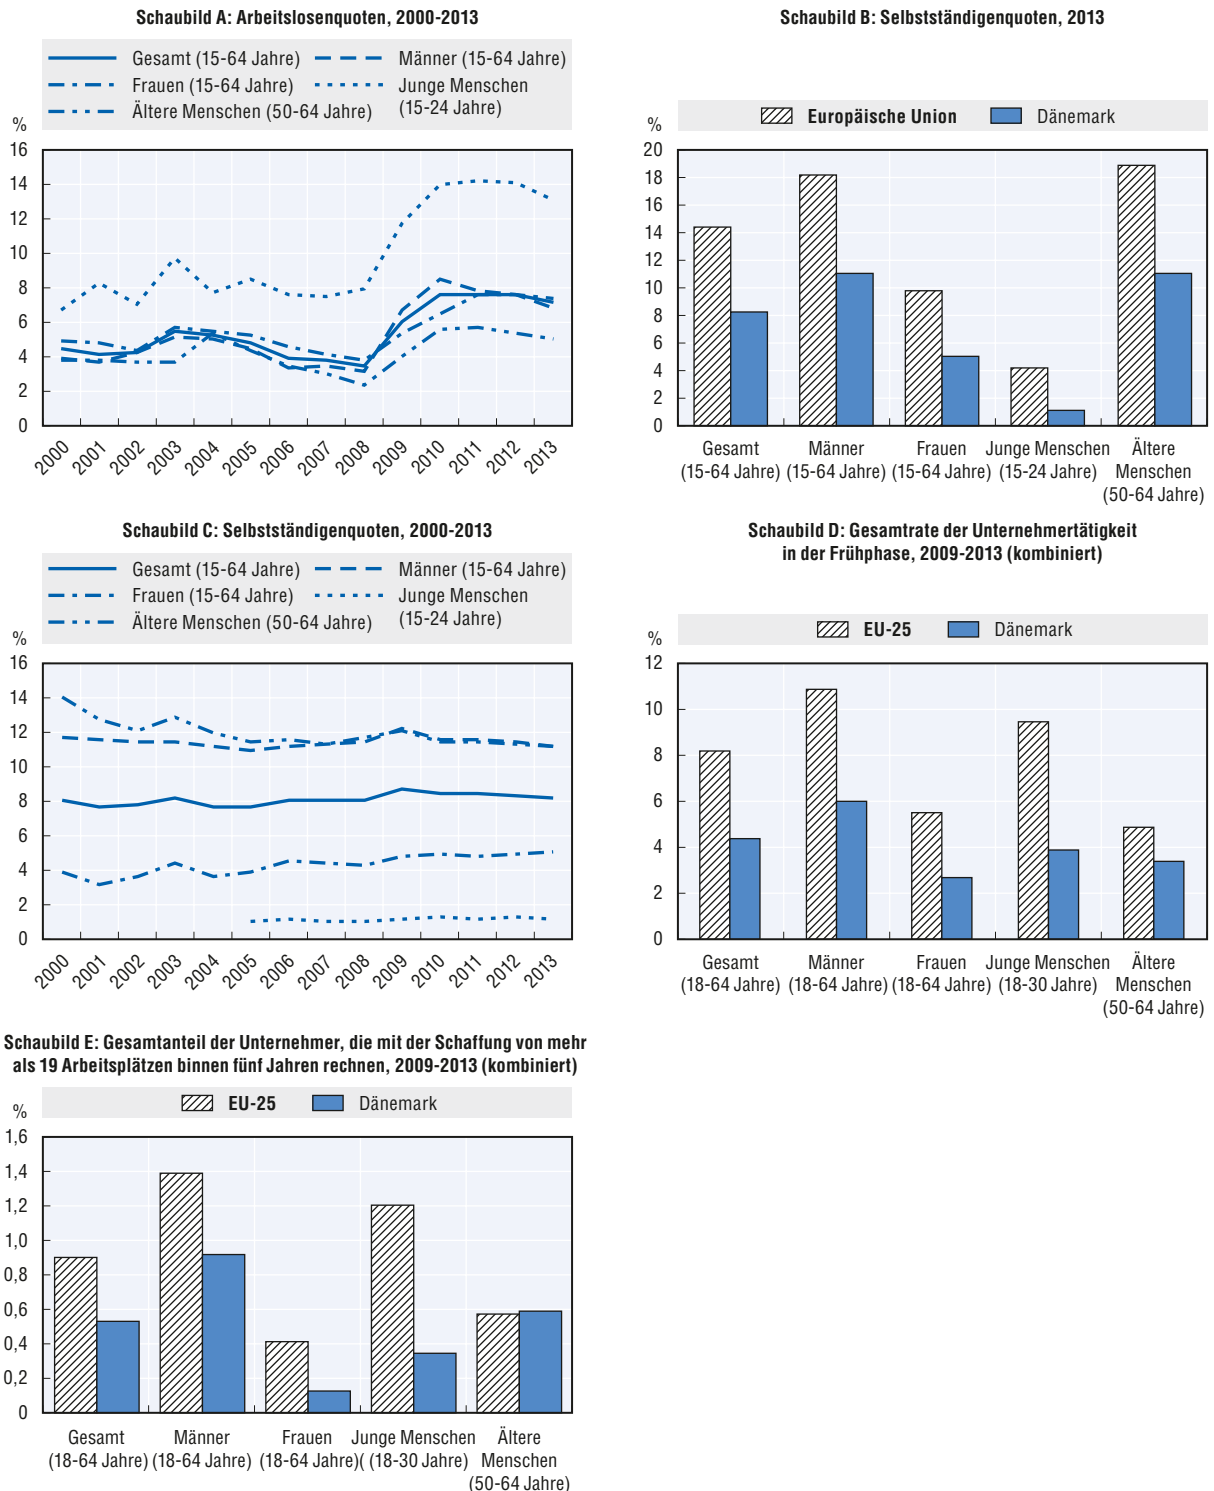 Schaubild A: Arbeitslosenquoten, 2000-2013
Gesamt (15-64 Jahre)
Männer (15-64 Jahre)
Frauen (15-64 Jahre)
Junge Menschen
(15-24 Jahre)
Ältere Menschen (50-64 Jahre)
%
16
14
12
10
8
6
4
2
0
2000
2001
2002
2003
2004
2005
2006
2007
2008
2009
2010
2011
2012
2013
Schaubild B: Selbstständigenquoten, 2013
Europäische Union
Dänemark
%
20
18
16
14
12
10
8
6
4
2
0
Gesamt
(15-64 Jahre)
Männer
(15-64 Jahre)
Frauen
(15-64 Jahre)
Junge Menschen
(15-24 Jahre)
Ältere
Menschen
(50-64 Jahre)
Schaubild C: Selbstständigenquoten, 2000-2013
Gesamt (15-64 Jahre)
Männer (15-64 Jahre)
Frauen (15-64 Jahre)
Junge Menschen
(15-24 Jahre)
Ältere Menschen (50-64 Jahre)
%
16
14
12
10
8
6
4
2
0
2000
2001
2002
2003
2004
2005
2006
2007
2008
2009
2010
2011
2012
2013
Schaubild D: Gesamtrate der Unternehmertätigkeit
in der Frühphase, 2009-2013 (kombiniert)
EU-25
Dänemark
%
12
10
8
6
4
2
0
Gesamt
(18-64 Jahre)
Männer
(18-64 Jahre)
Frauen
(18-64 Jahre)
Junge Menschen
(18-30 Jahre)
Ältere
Menschen
(50-64 Jahre)
Schaubild E: Gesamtanteil der Unternehmer, die mit der Schaffung von mehr
als 19 Arbeitsplätzen binnen fünf Jahren rechnen, 2009-2013 (kombiniert)
EU-25
Dänemark
%
1,6
1,4
1,2
1,0
0,8
0,6
0,4
0,2
0
Gesamt
(18-64 Jahre)
Männer
(18-64 Jahre)
Frauen
(18-64 Jahre)(
Junge Menschen
(18-30 Jahre)
Ältere
Menschen
(50-64 Jahre)